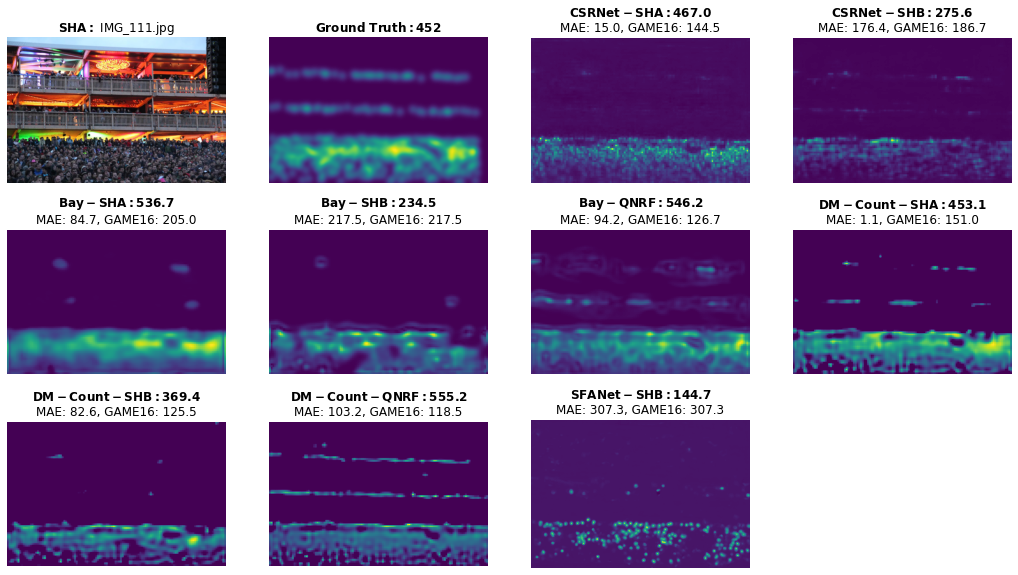 SHA: IMG_111.jpg
Ground Truth:452
CSRNet−SHA:467.0
MAE: 15.0, GAME16: 144.5
CSRNet−SHB:275.6
MAE: 176.4, GAME16: 186.7
Bay−SHA:536.7
MAE: 84.7, GAME16: 205.0
Bay−SHB:234.5
MAE: 217.5, GAME16: 217.5
Bay−QNRF:546.2
MAE: 94.2, GAME16: 126.7
DM−Count−SHA:453.1
MAE: 1.1, GAME16: 151.0
DM−Count−SHB:369.4
MAE: 82.6, GAME16: 125.5
DM−Count−QNRF:555.2
MAE: 103.2, GAME16: 118.5
SFANet−SHB:144.7
MAE: 307.3, GAME16: 307.3